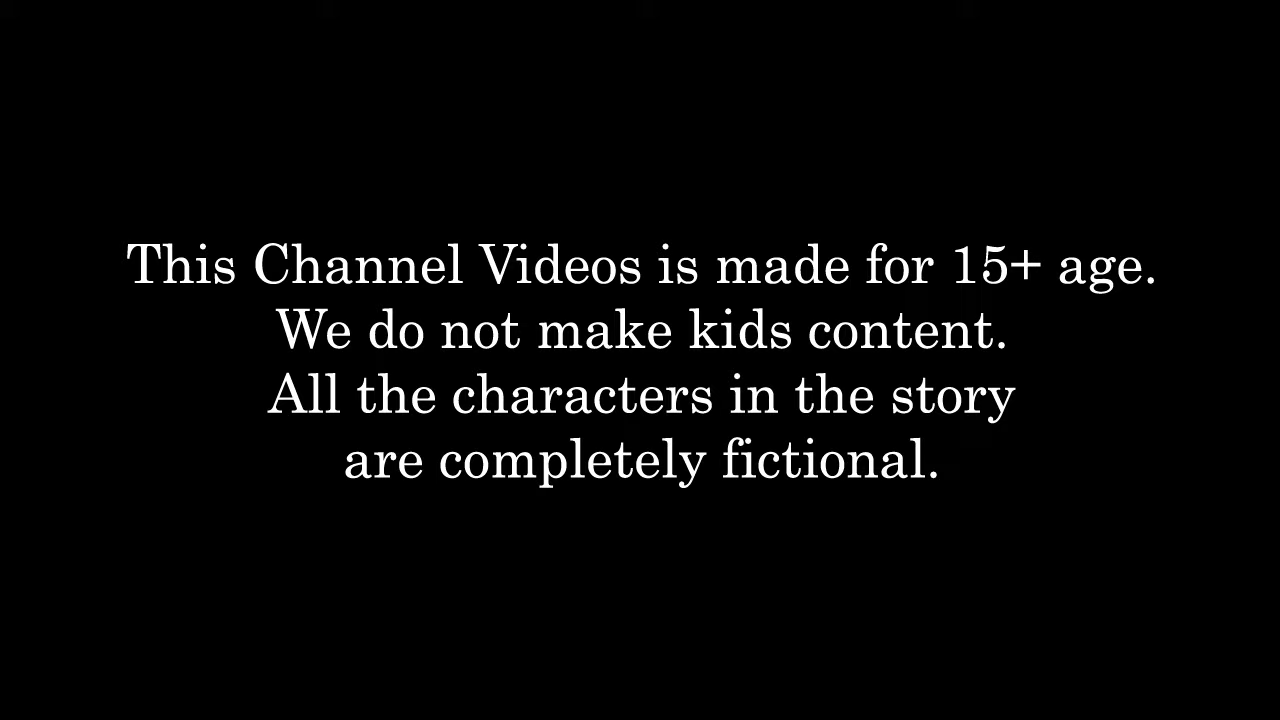 This Channel Videos is made for 15+ age.
We do not make kids content.
All the characters in the story
are completely fictional.